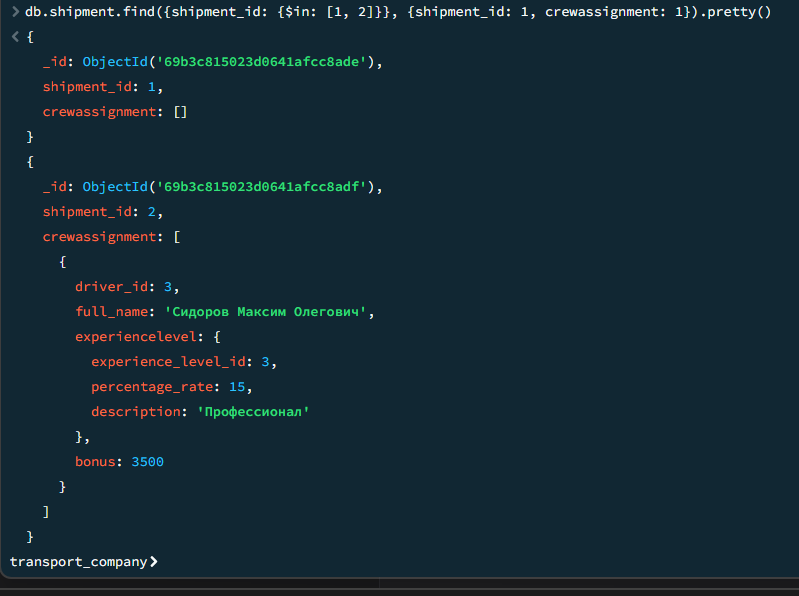 > db.shipment.find({shipment_id: {$in: [1, 2]}}, {shipment_id: 1, crewassignment: 1}).pretty()
< {
_id: ObjectId('69b3c815023d0641afcc8ade'),
shipment_id: 1,
crewassignment: []
}
{
_id: ObjectId('69b3c815023d0641afcc8adf'),
shipment_id: 2,
crewassignment: [
{
driver_id: 3,
full_name: 'Сидоров Максим Олегович',
experiencelevel: {
experience_level_id: 3,
percentage_rate: 15,
description: 'Профессионал'
},
bonus: 3500
}
]
}
transport_company>